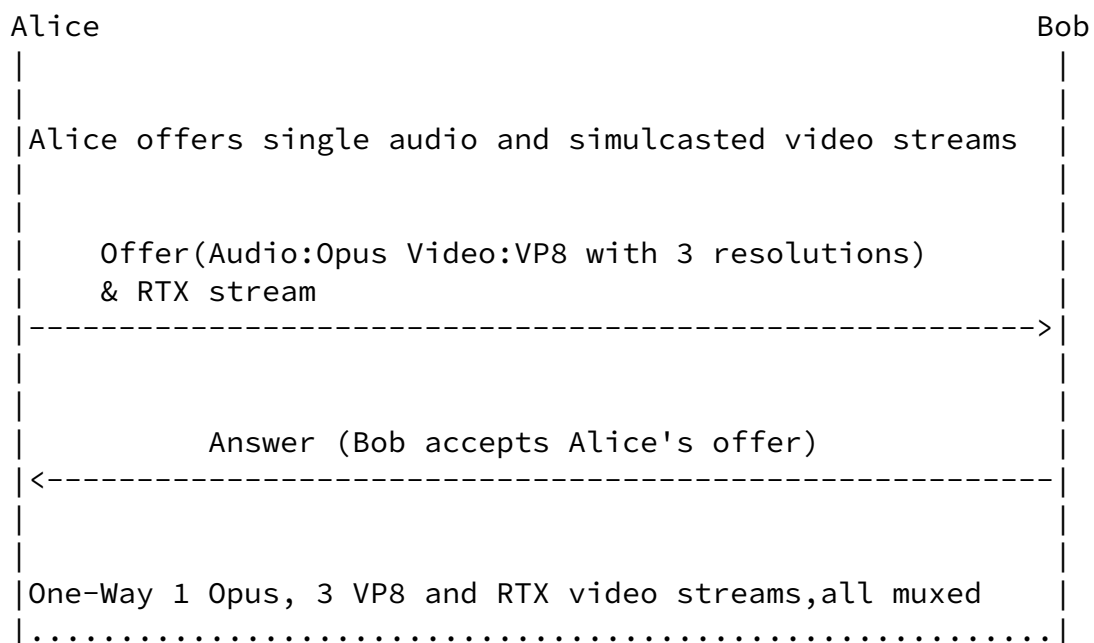 Alice Bob
Alice offers single audio and simulcasted video streams
Offer(Audio:Opus Video:VP8 with 3 resolutions)
& RTX stream
Answer (Bob accepts Alice's offer)
One-Way 1 Opus, 3 VP8 and RTX video streams,all muxed